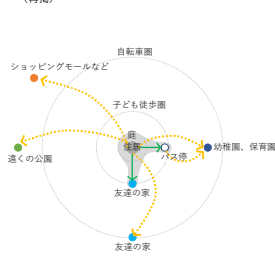 （再掲）
自転車圏
ショッピングモールなど
子ども徒歩圏
庭
住居
幼稚園、保育園
バス停
遠くの公園
友達の家
友達の家